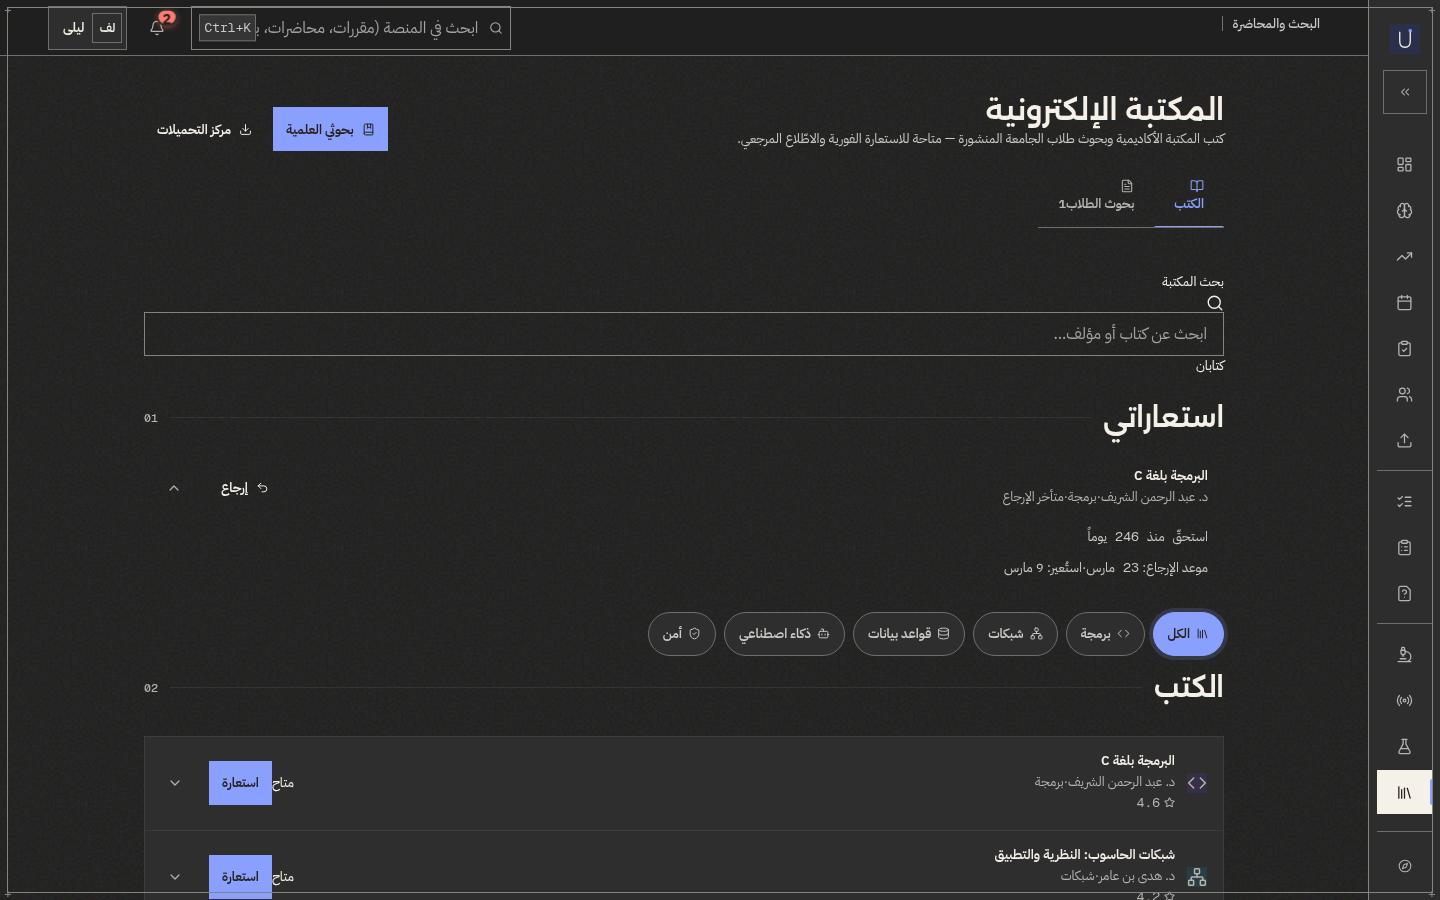 البحث والمحاضرة
ابحث في المنصة (مقررات، محاضرات، ب
Ctrl+K
2
لف
ليلى
المكتبة الإلكترونية
كتب المكتبة الأكاديمية وبحوث طلاب الجامعة المنشورة — متاحة للاستعارة الفورية والاطّلاع المرجعي.
بحوثي العلمية
مركز التحميلات
الكتب
بحوث الطلاب1
بحث المكتبة
ابحث عن كتاب أو مؤلف...
كتابان
استعاراتي
01
البرمجة بلغة C
د. عبد الرحمن الشريف·برمجة·متأخر الإرجاع
إرجاع
استحقّ منذ 246 يوماً
موعد الإرجاع: 23 مارس·استُعير: 9 مارس
الكل
برمجة
شبكات
قواعد بيانات
ذكاء اصطناعي
أمن
الكتب
02
البرمجة بلغة C
د. عبد الرحمن الشريف·برمجة
4.6
متاح
استعارة
شبكات الحاسوب: النظرية والتطبيق
د. هدى بن عامر·شبكات
4.2
متاح
استعارة